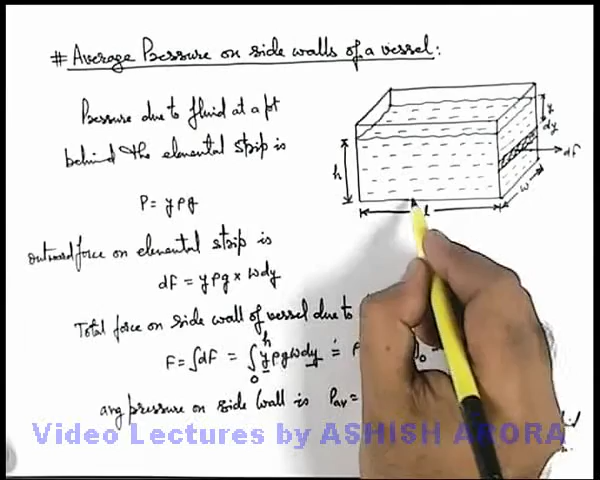 # Average Pressure on side walls of a vessel:
Pressure due to fluid at a pt
behind the elemental strip is
P = yρg
outward force on elemental strip is
dF = yρg × wdy
Total force on side wall of vessel due to
F = ∫dF = ∫₀ʰ yρgwdy =
avg pressure on side wall is Pav =
h
l
w
y
dy
dF
Video Lectures by ASHISH ARORA